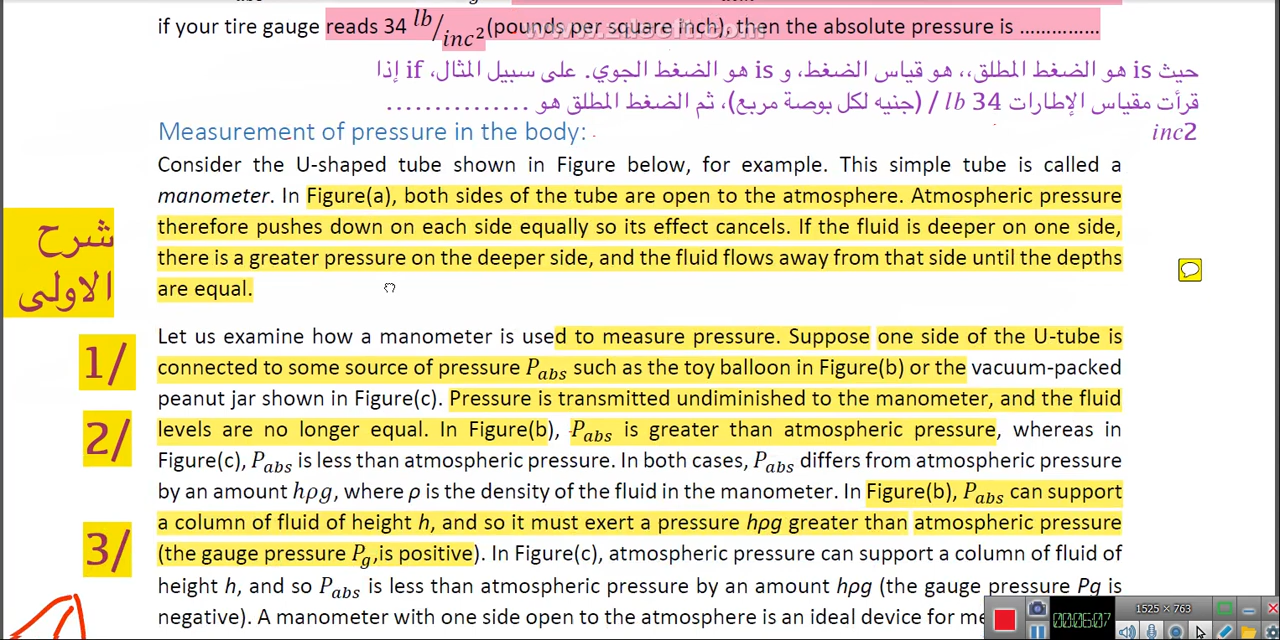 if your tire gauge reads 34 lb/inc2 (pounds per square inch), then the absolute pressure is ……………
حيث is هو الضغط المطلق،، هو قياس الضغط، و is هو الضغط الجوي. على سبيل المثال، if إذا
قرأت مقياس الإطارات 34 lb / (جنيه لكل بوصة مربع)، ثم الضغط المطلق هو ……………
inc2
Measurement of pressure in the body:
Consider the U-shaped tube shown in Figure below, for example. This simple tube is called a
manometer. In Figure(a), both sides of the tube are open to the atmosphere. Atmospheric pressure
therefore pushes down on each side equally so its effect cancels. If the fluid is deeper on one side,
there is a greater pressure on the deeper side, and the fluid flows away from that side until the depths
are equal.
شرح
الاولى
Let us examine how a manometer is used to measure pressure. Suppose one side of the U-tube is
1/
connected to some source of pressure Pabs such as the toy balloon in Figure(b) or the vacuum-packed
peanut jar shown in Figure(c). Pressure is transmitted undiminished to the manometer, and the fluid
2/
levels are no longer equal. In Figure(b), Pabs is greater than atmospheric pressure, whereas in
Figure(c), Pabs is less than atmospheric pressure. In both cases, Pabs differs from atmospheric pressure
by an amount hρg, where ρ is the density of the fluid in the manometer. In Figure(b), Pabs can support
a column of fluid of height h, and so it must exert a pressure hρg greater than atmospheric pressure
3/
(the gauge pressure Pg,is positive). In Figure(c), atmospheric pressure can support a column of fluid of
height h, and so Pabs is less than atmospheric pressure by an amount hρg (the gauge pressure Pg is
negative). A manometer with one side open to the atmosphere is an ideal device for me
1525 × 763
00:06:07